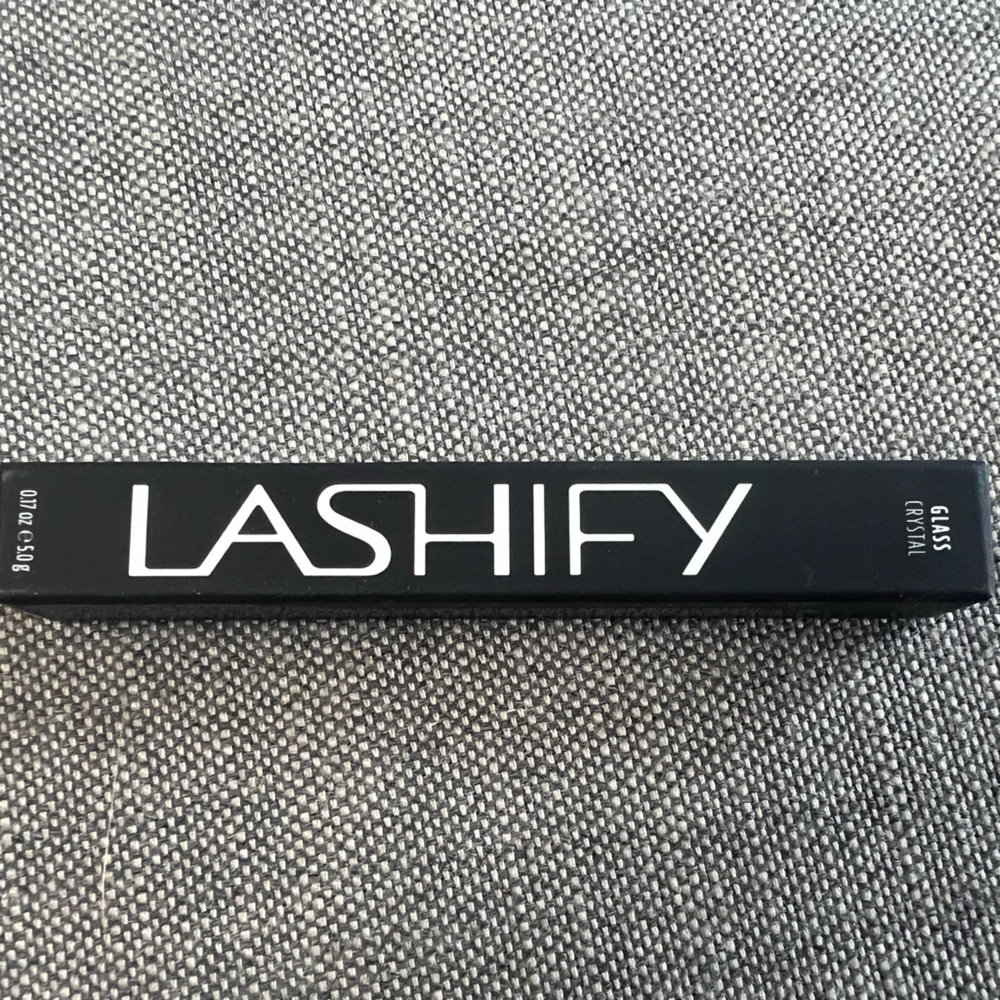 0.17 oz ℮ 5.0 g
LASHIFY
GLASS
CRYSTAL